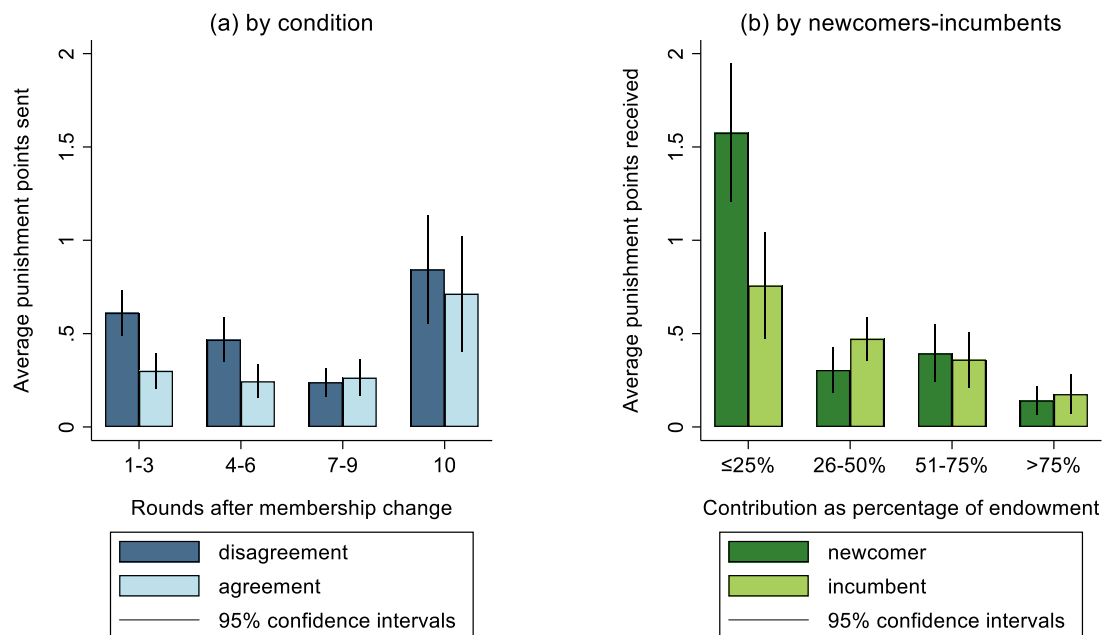 (a) by condition
Average punishment points sent
2
1.5
1
.5
0
1-3 4-6 7-9 10
Rounds after membership change
disagreement
agreement
95% confidence intervals
(b) by newcomers-incumbents
Average punishment points received
2
1.5
1
.5
0
≤25% 26-50% 51-75% >75%
Contribution as percentage of endowment
newcomer
incumbent
95% confidence intervals